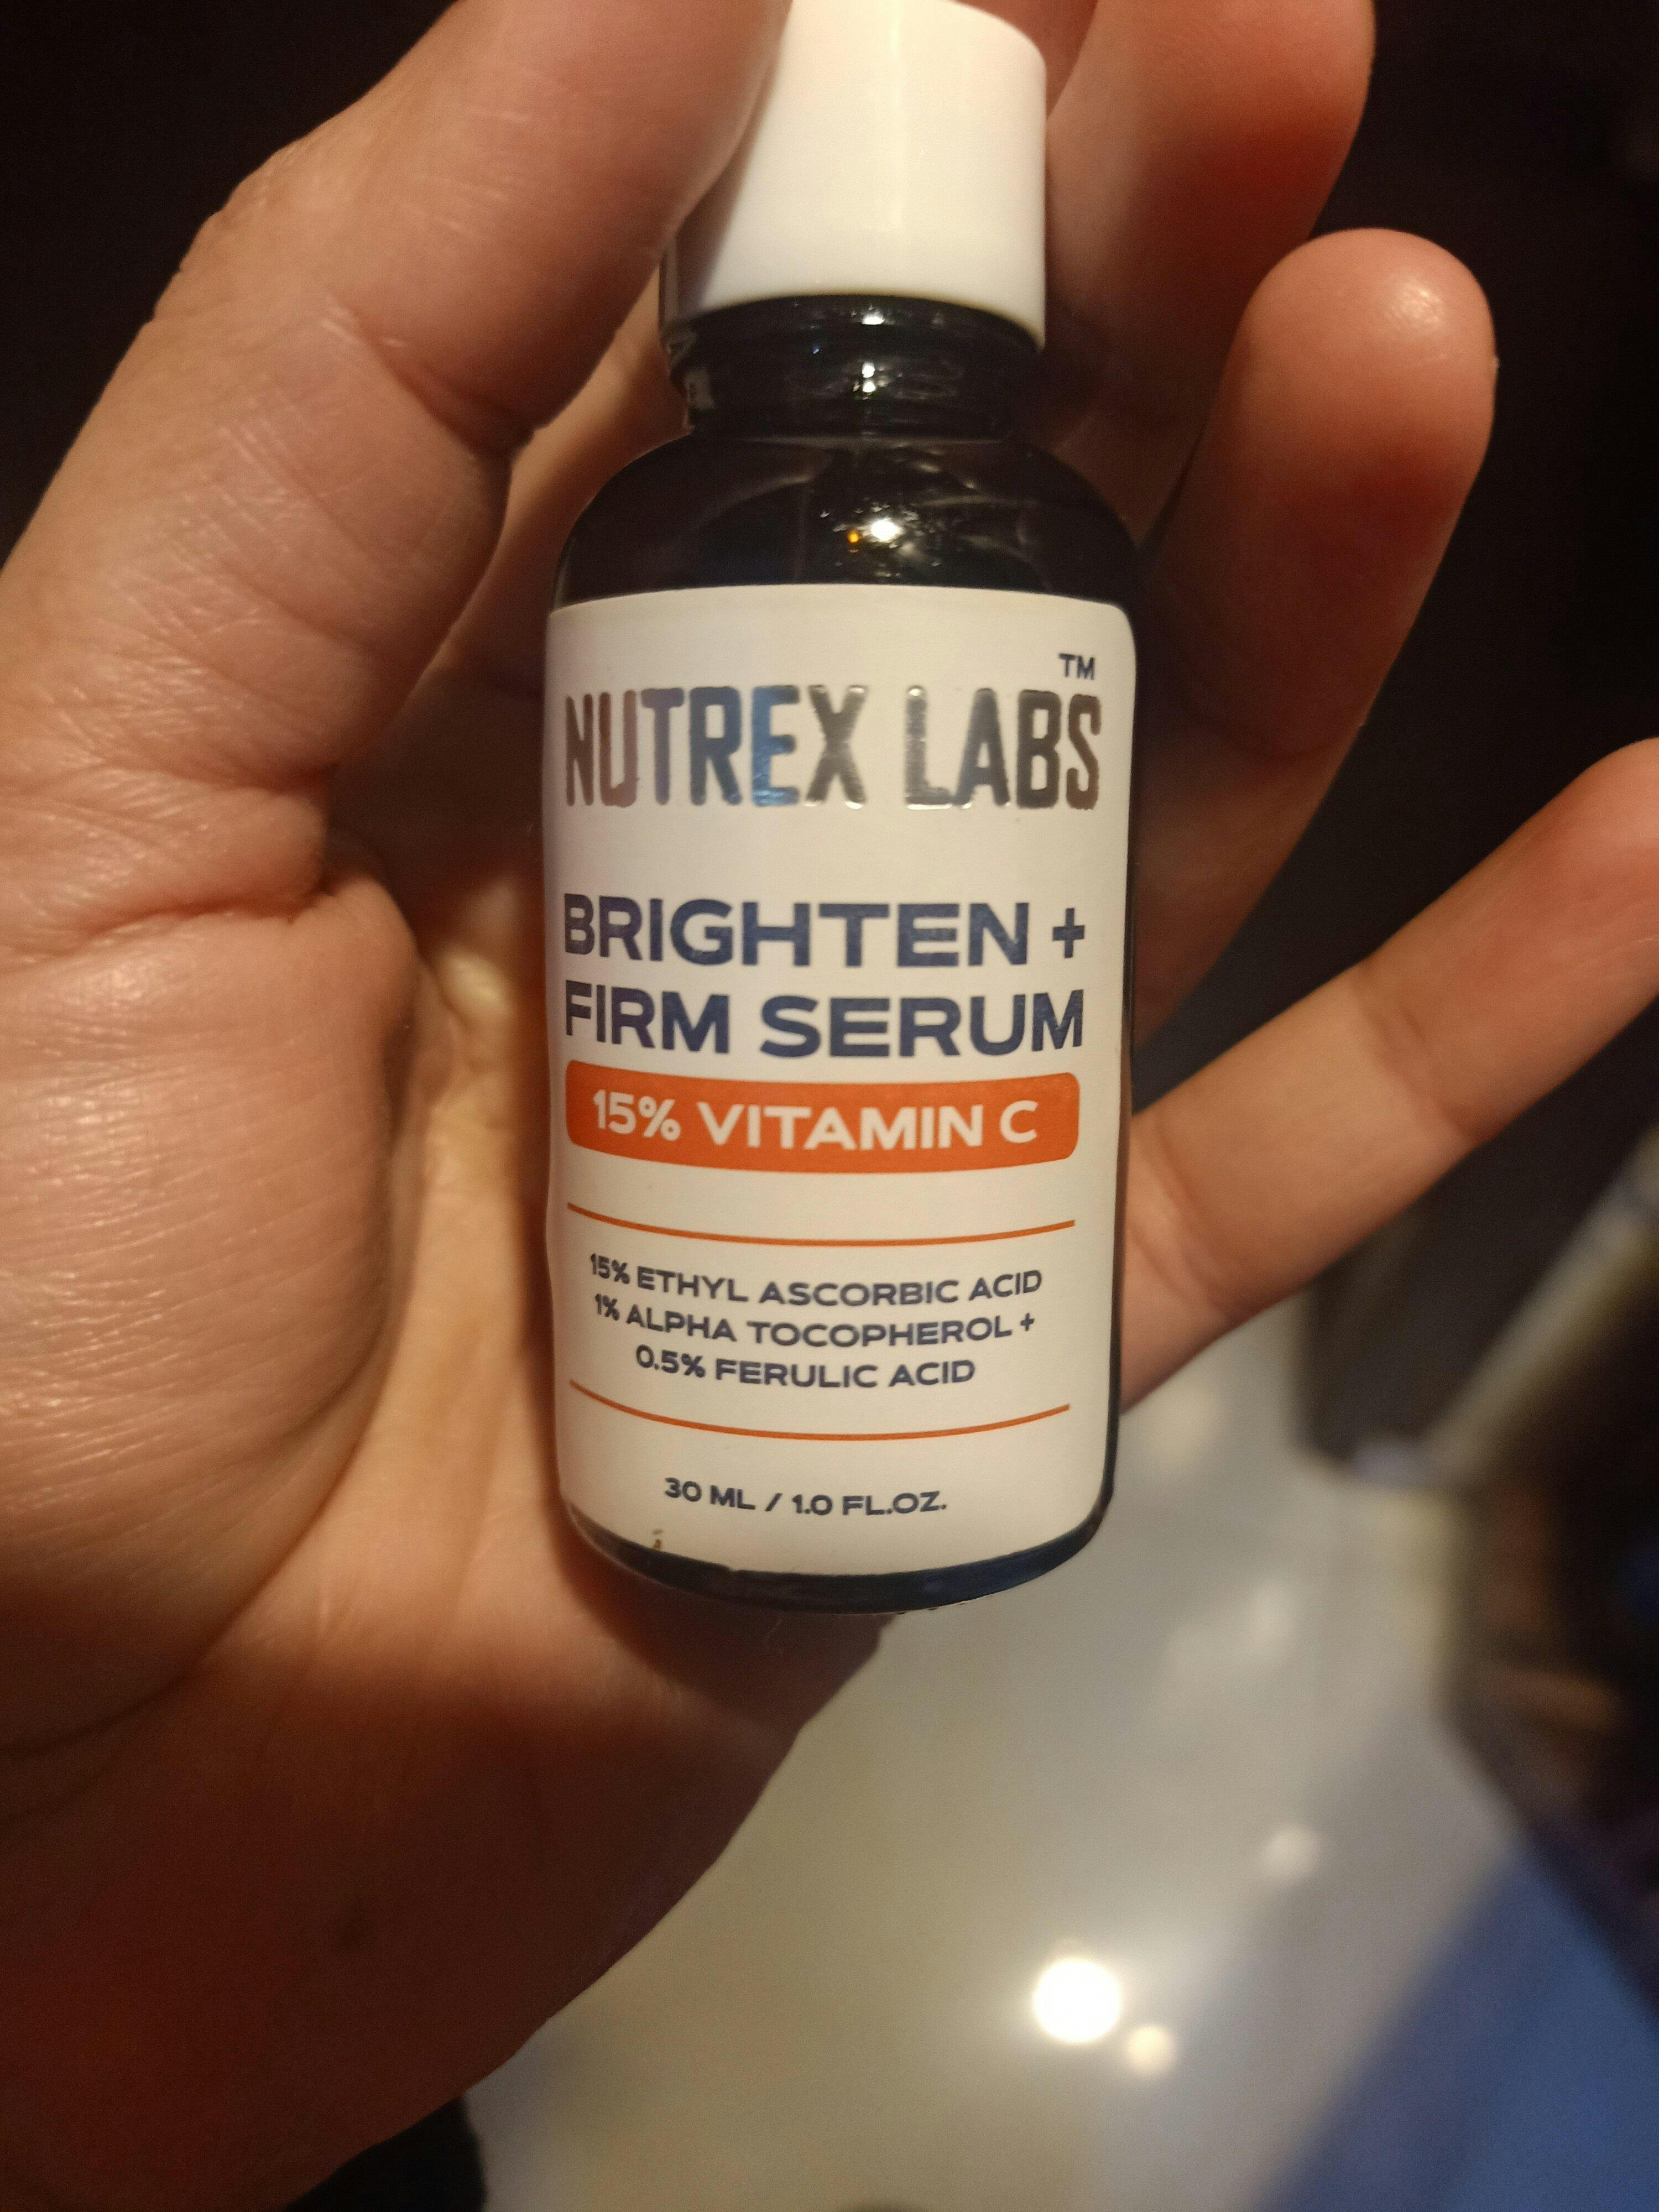 NUTREX LABS™
BRIGHTEN +
FIRM SERUM
15% VITAMIN C
15% ETHYL ASCORBIC ACID
1% ALPHA TOCOPHEROL +
0.5% FERULIC ACID
30 ML / 1.0 FL.OZ.